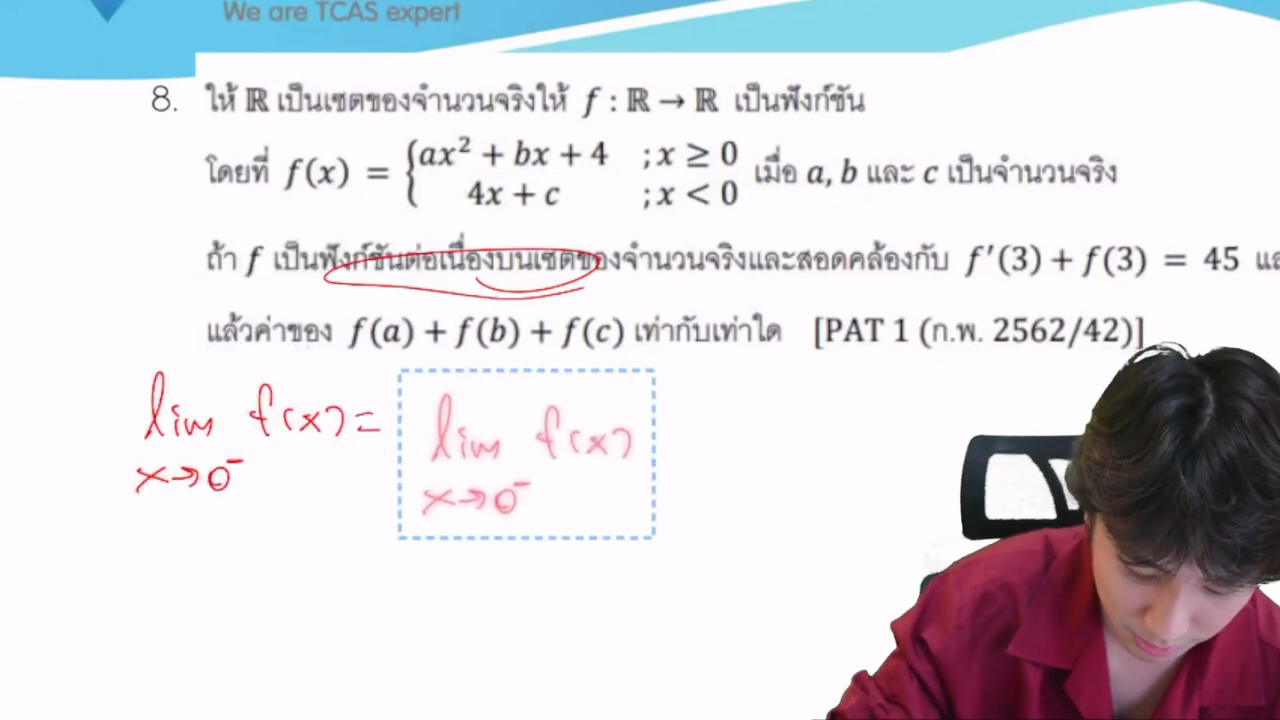 We are TCAS expert
8. ให้ ℝ เป็นเซตของจำนวนจริงให้ f : ℝ → ℝ เป็นฟังก์ชัน
โดยที่ f(x) = { ax² + bx + 4 ; x ≥ 0
4x + c ; x < 0 เมื่อ a, b และ c เป็นจำนวนจริง
ถ้า f เป็นฟังก์ชันต่อเนื่องบนเซตของจำนวนจริงและสอดคล้องกับ f′(3) + f(3) = 45
แล้วค่าของ f(a) + f(b) + f(c) เท่ากับเท่าใด [PAT 1 (ก.พ. 2562/42)]
lim f(x) = lim f(x)
x→0⁻ x→0⁻